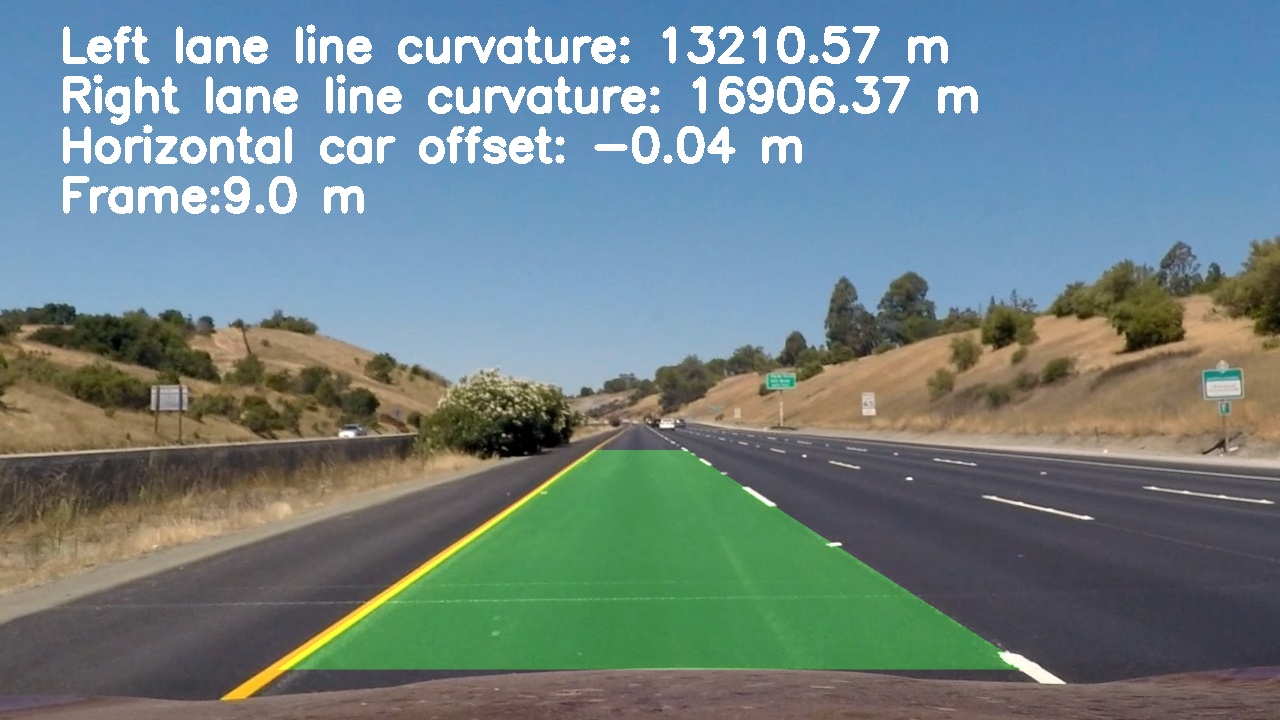 Left lane line curvature: 13210.57 m
Right lane line curvature: 16906.37 m
Horizontal car offset: −0.04 m
Frame:9.0 m